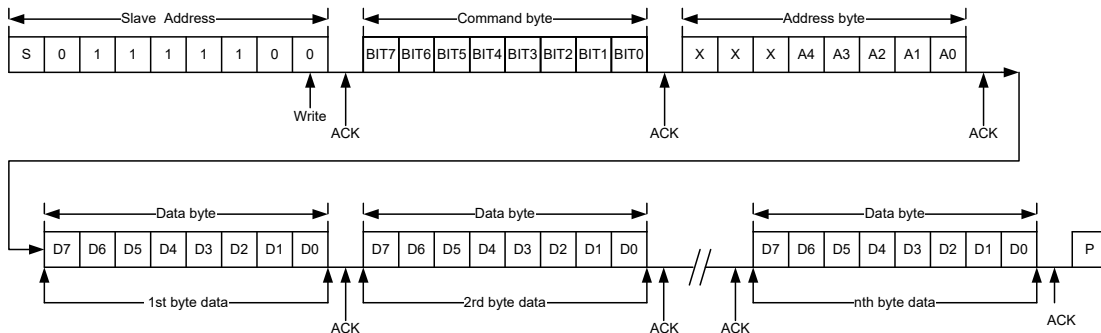 Slave Address Command byte Address byte
S 0 1 1 1 1 1 0 0 BIT7 BIT6 BIT5 BIT4 BIT3 BIT2 BIT1 BIT0 X X X A4 A3 A2 A1 A0
Write
ACK ACK ACK
Data byte Data byte Data byte
D7 D6 D5 D4 D3 D2 D1 D0 D7 D6 D5 D4 D3 D2 D1 D0 D7 D6 D5 D4 D3 D2 D1 D0 P
1st byte data 2rd byte data nth byte data
ACK ACK ACK ACK